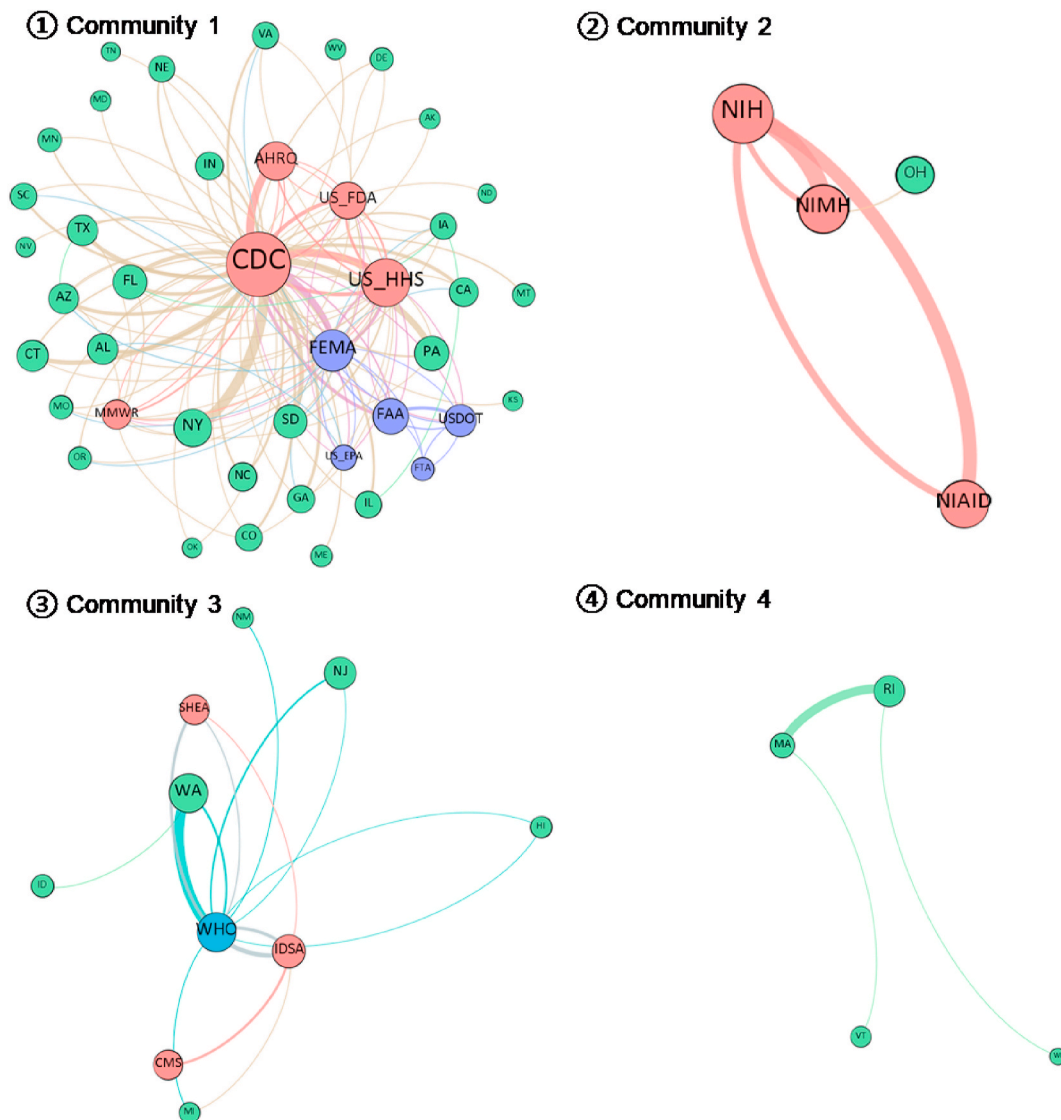 ① Community 1
TN
NE
VA
WV
DE
MD
AK
MN
IN
AHRQ
SC
US_FDA
ND
TX
IA
NV
CDC
FL
US_HHS
AZ
CA
MT
CT
AL
FEMA
PA
MO
MMWR
NY
SD
FAA
USDOT
KS
OR
US_EPA
FTA
NC
GA
IL
CO
OK
ME
② Community 2
NIH
OH
NIMH
NIAID
③ Community 3
NM
NJ
SHEA
WA
HI
ID
WHO
IDSA
CMS
MI
④ Community 4
RI
MA
VT